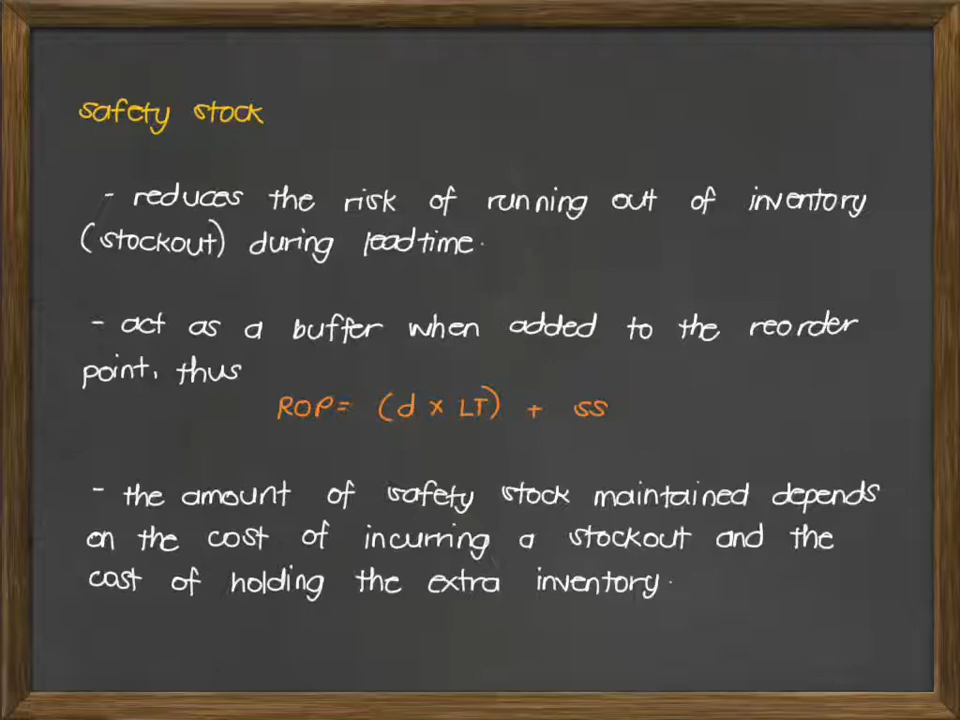 safety stock
- reduces the risk of running out of inventory
(stockout) during leadtime.
- act as a buffer when added to the reorder
point, thus
ROP= (d x LT) + ss
- the amount of safety stock maintained depends
on the cost of incurring a stockout and the
cost of holding the extra inventory.